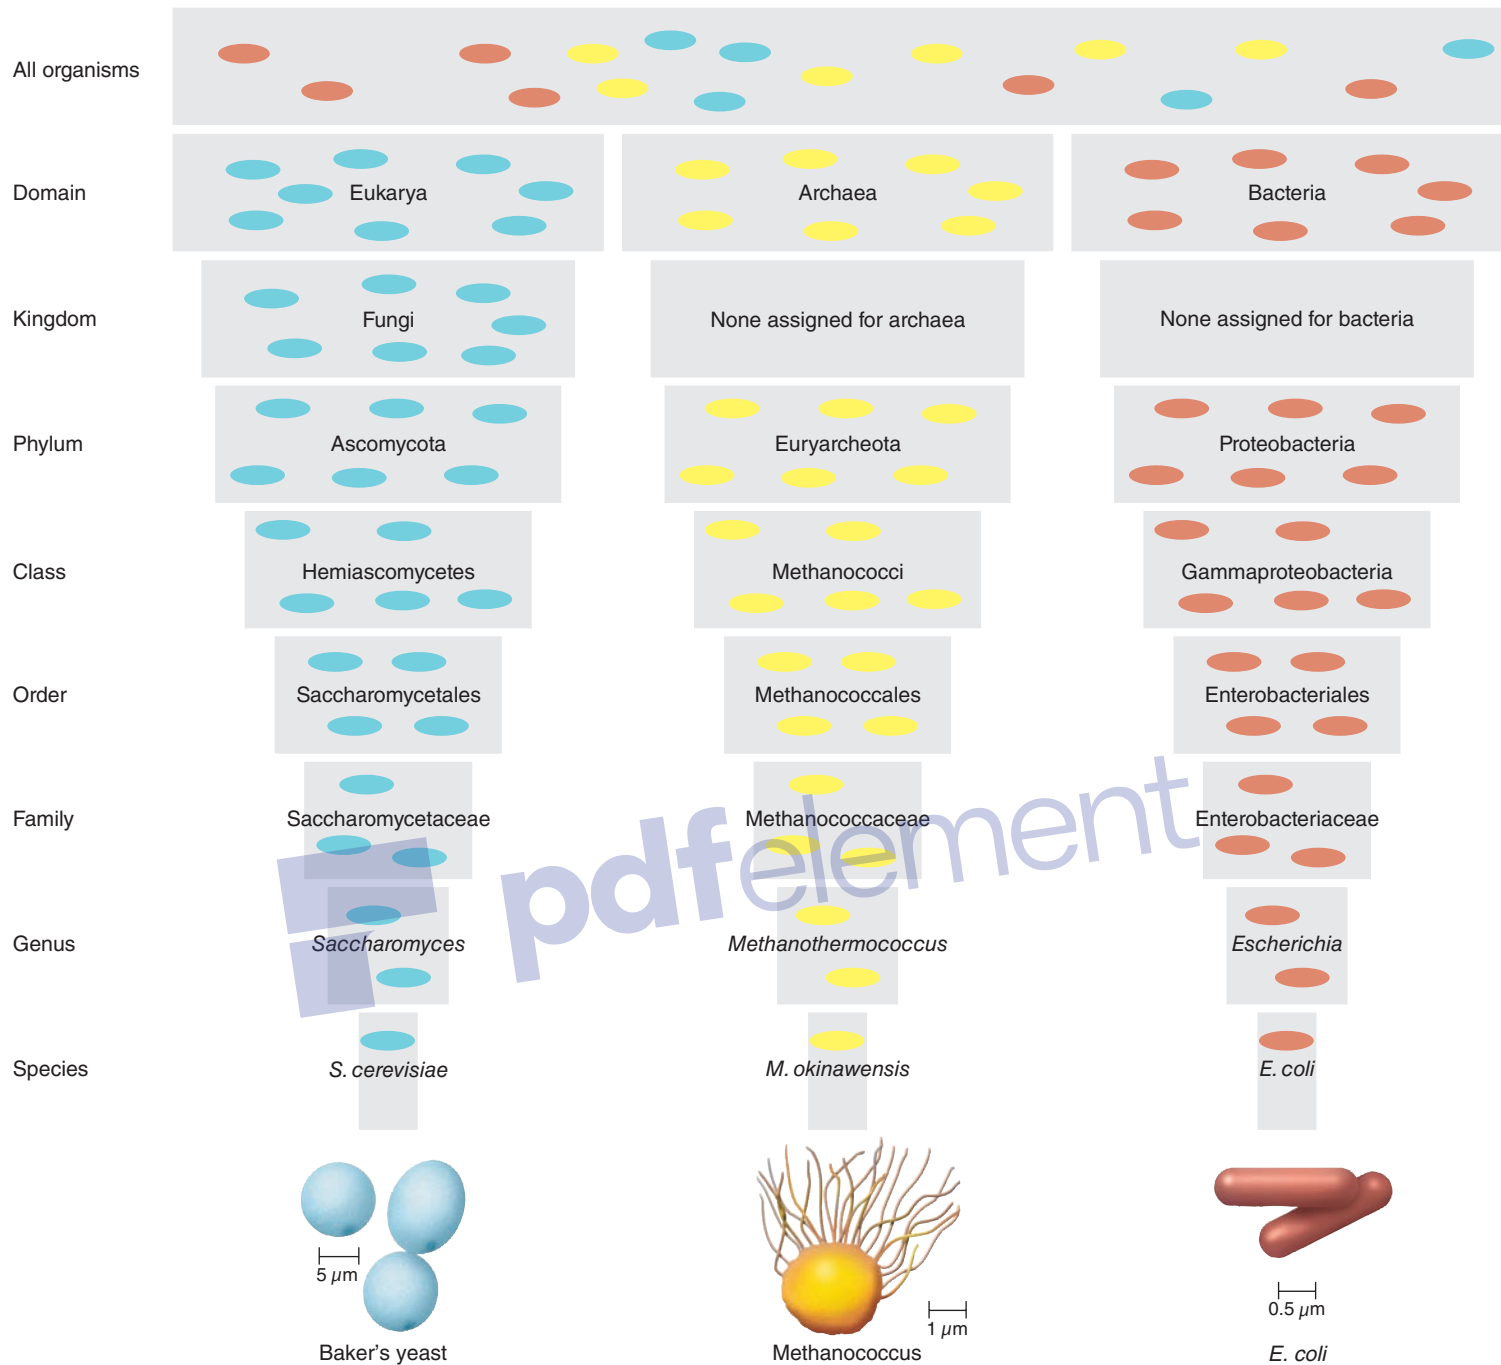 All organisms
Domain
Eukarya
Archaea
Bacteria
Kingdom
Fungi
None assigned for archaea
None assigned for bacteria
Phylum
Ascomycota
Euryarcheota
Proteobacteria
Class
Hemiascomycetes
Methanococci
Gammaproteobacteria
Order
Saccharomycetales
Methanococcales
Enterobacteriales
Family
Saccharomycetaceae
Methanococcaceae
Enterobacteriaceae
pdfelement
Genus
Saccharomyces
Methanothermococcus
Escherichia
Species
S. cerevisiae
M. okinawensis
E. coli
5 µm
1 µm
0.5 µm
Baker's yeast
Methanococcus
E. coli